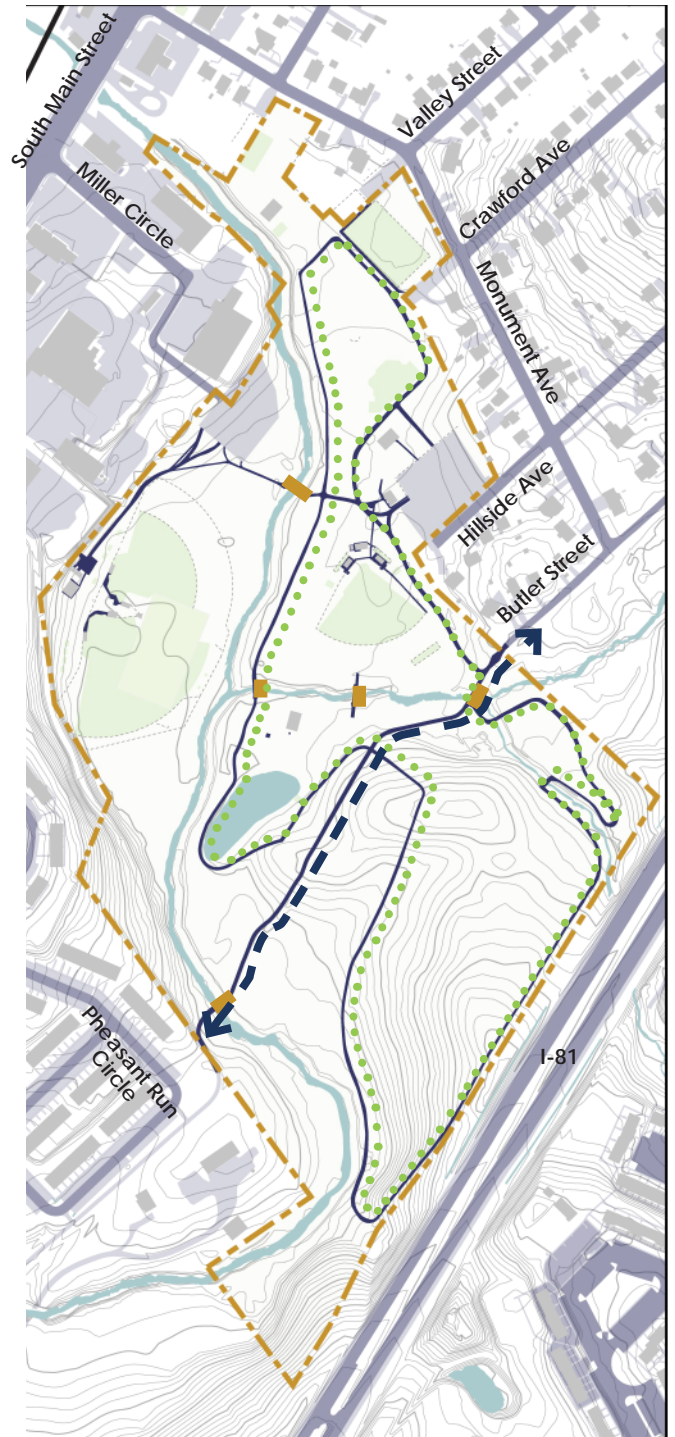 South Main Street
Valley Street
Miller Circle
Crawford Ave
Monument Ave
Hillside Ave
Butler Street
Pheasant Run
Circle
I-81